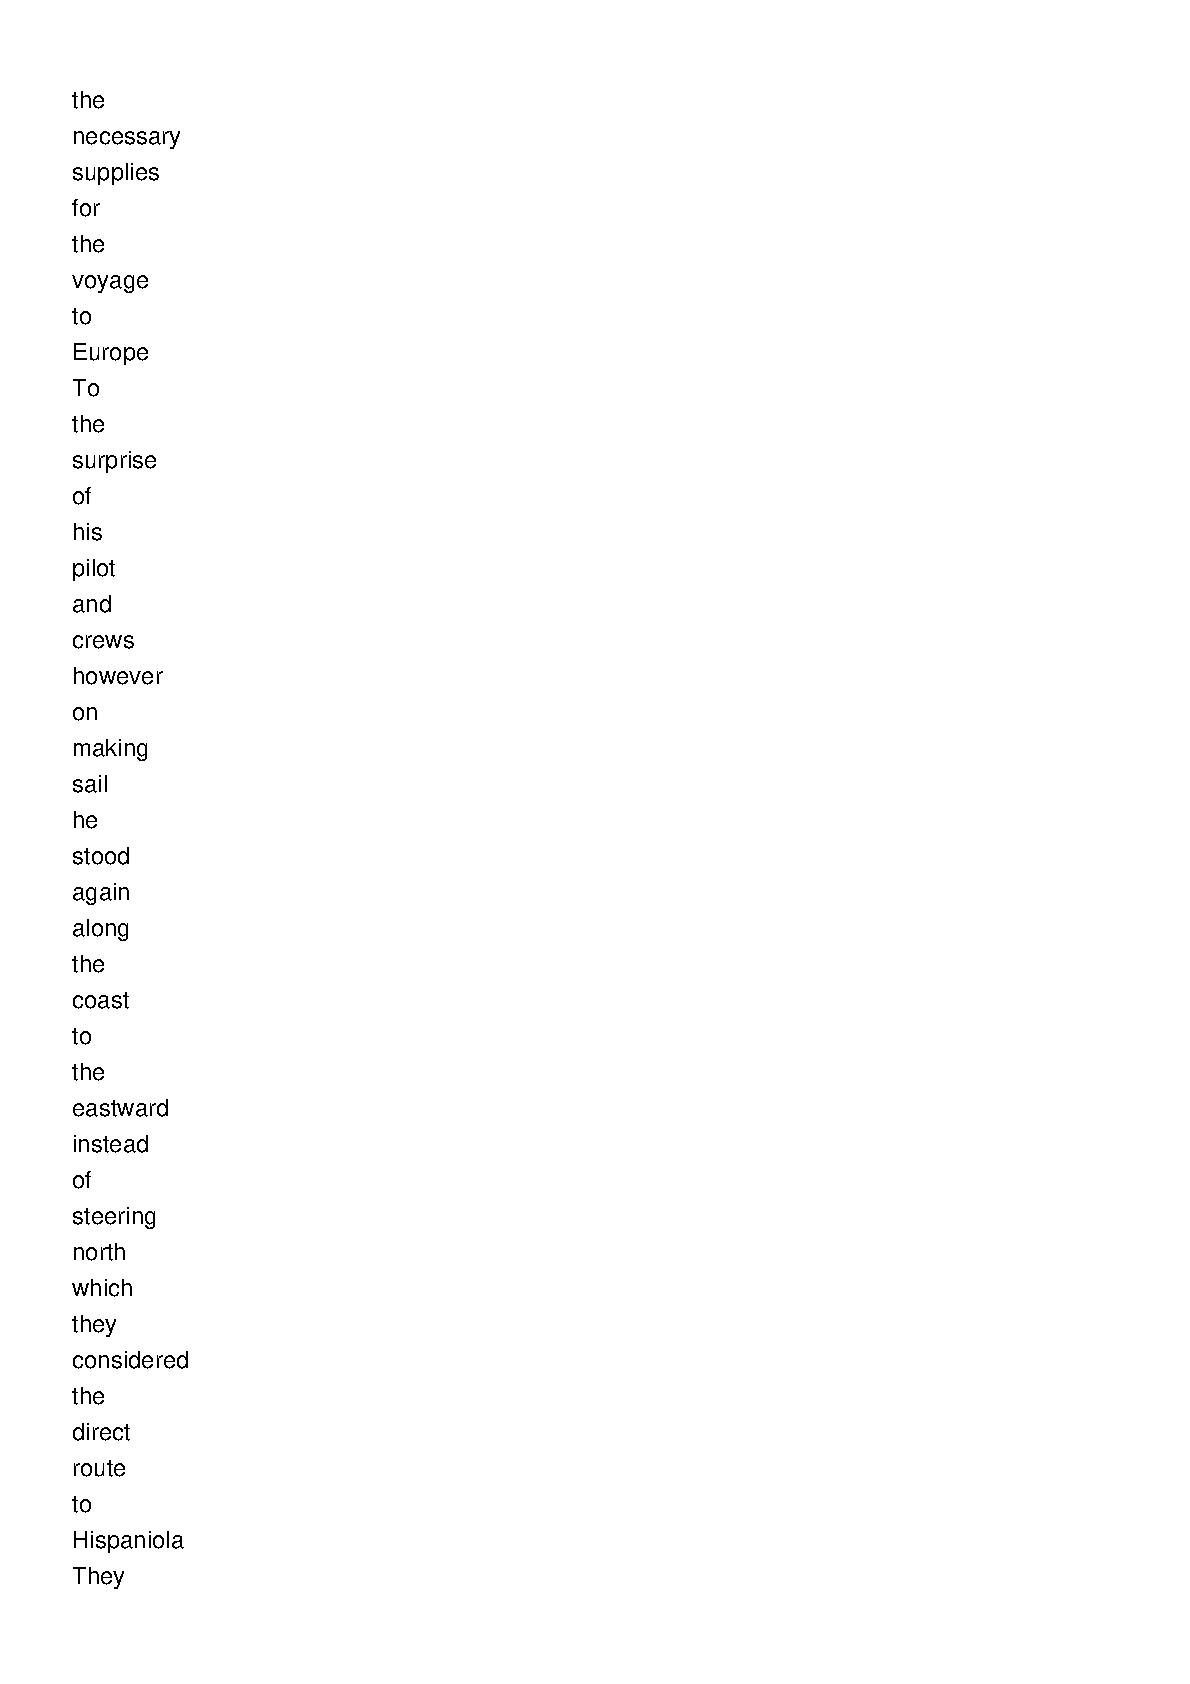 the
necessary
supplies
for
the
voyage
to
Europe
To
the
surprise
of
his
pilot
and
crews
however
on
making
sail
he
stood
again
along
the
coast
to
the
eastward
instead
of
steering
north
which
they
considered
the
direct
route
to
Hispaniola
They